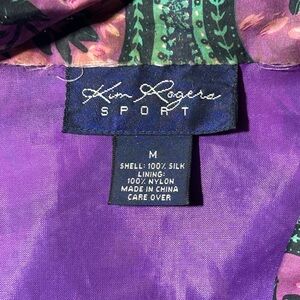 Kim Rogers
SPORT
M
SHELL: 100% SILK
LINING:
100% NYLON
MADE IN CHINA
CARE OVER